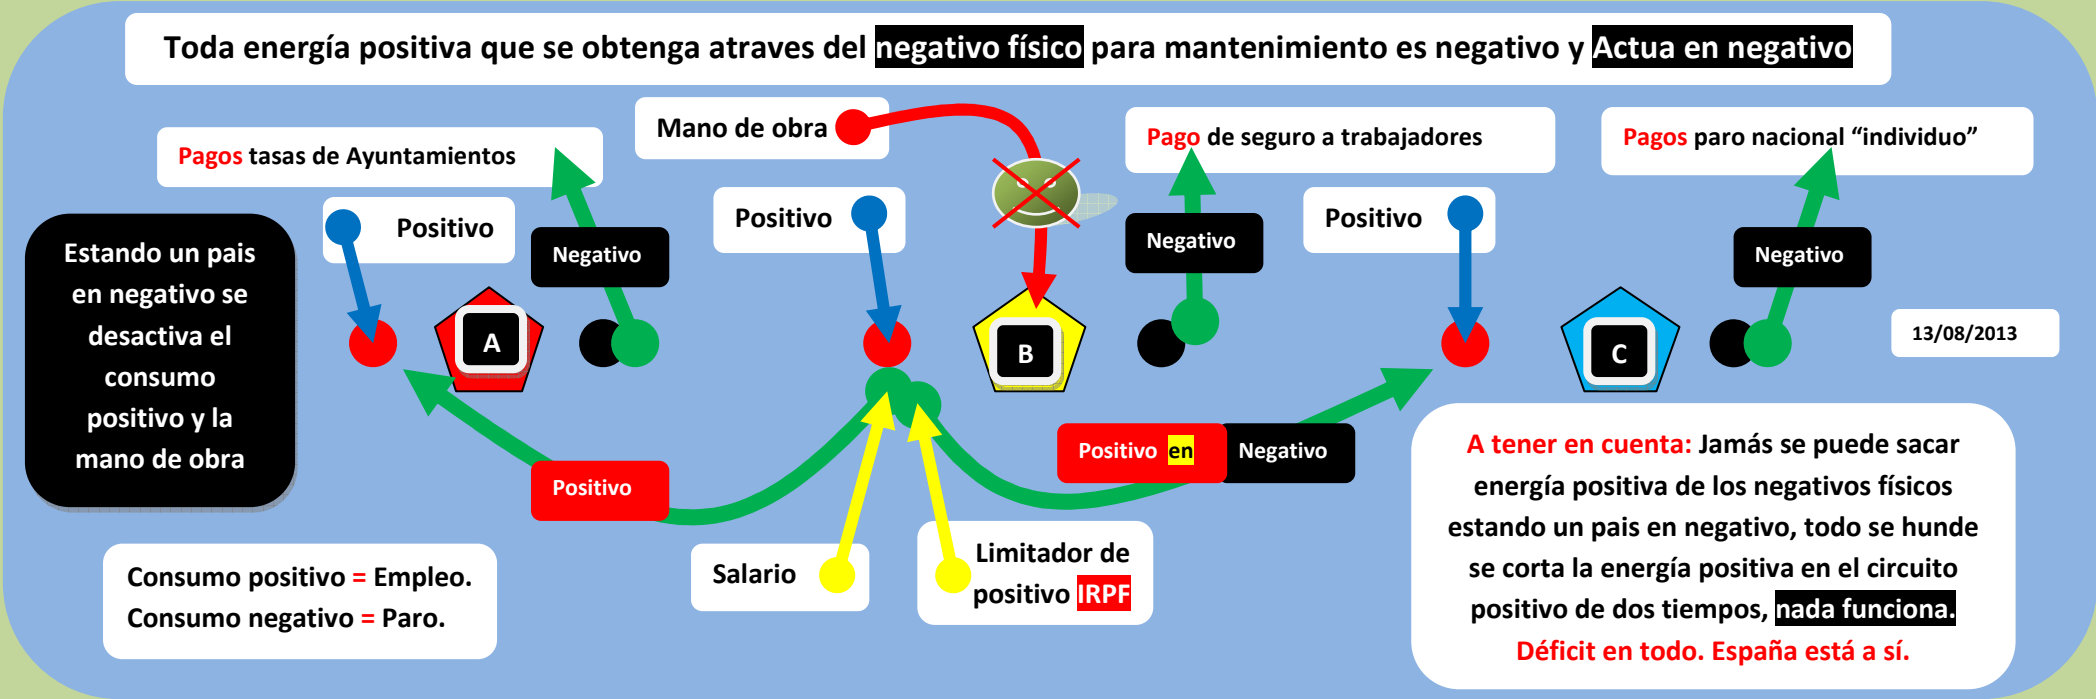 Toda energía positiva que se obtenga atraves del negativo físico para mantenimiento es negativo y Actua en negativo
Mano de obra
Pagos tasas de Ayuntamientos
Pago de seguro a trabajadores
Pagos paro nacional “individuo”
Positivo
Negativo
Positivo
Negativo
Positivo
Negativo
Estando un pais
en negativo se
desactiva el
consumo
positivo y la
mano de obra
A
B
C
13/08/2013
Positivo
Positivo en Negativo
A tener en cuenta: Jamás se puede sacar
energía positiva de los negativos físicos
estando un pais en negativo, todo se hunde
se corta la energía positiva en el circuito
positivo de dos tiempos, nada funciona.
Déficit en todo. España está a sí.
Consumo positivo = Empleo.
Consumo negativo = Paro.
Salario
Limitador de
positivo IRPF